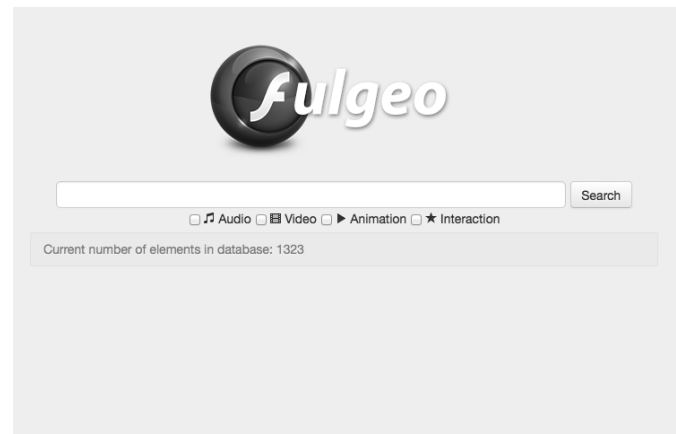 fulgeo
Search
Audio Video Animation Interaction
Current number of elements in database: 1323